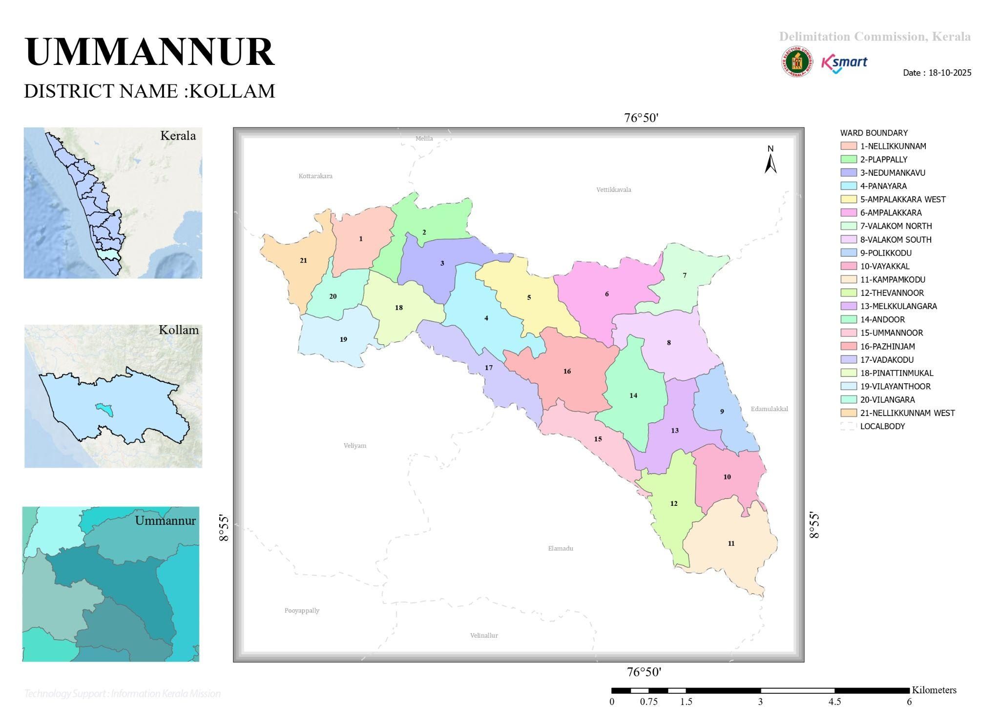 UMMANNUR
DISTRICT NAME :KOLLAM
Delimitation Commission, Kerala
STATE ELECTION COMMISSION
KERALA
Ksmart
Date : 18-10-2025
Kerala
Kollam
Ummannur
76°50'
8°55'
8°55'
76°50'
N
Melila
Kottarakara
Vettikkavala
Edamulakkal
Veliyam
Elamadu
Pooyappally
Velinallur
1
2
3
4
5
6
7
8
9
10
11
12
13
14
15
16
17
18
19
20
21
WARD BOUNDARY
1-NELLIKKUNNAM
2-PLAPPALLY
3-NEDUMANKAVU
4-PANAYARA
5-AMPALAKKARA WEST
6-AMPALAKKARA
7-VALAKOM NORTH
8-VALAKOM SOUTH
9-POLIKKODU
10-VAYAKKAL
11-KAMPAMKODU
12-THEVANNOOR
13-MELKKULANGARA
14-ANDOOR
15-UMMANNOOR
16-PAZHINJAM
17-VADAKODU
18-PINATTINMUKAL
19-VILAYANTHOOR
20-VILANGARA
21-NELLIKKUNNAM WEST
LOCALBODY
Technology Support : Information Kerala Mission
Kilometers
0 0.75 1.5 3 4.5 6